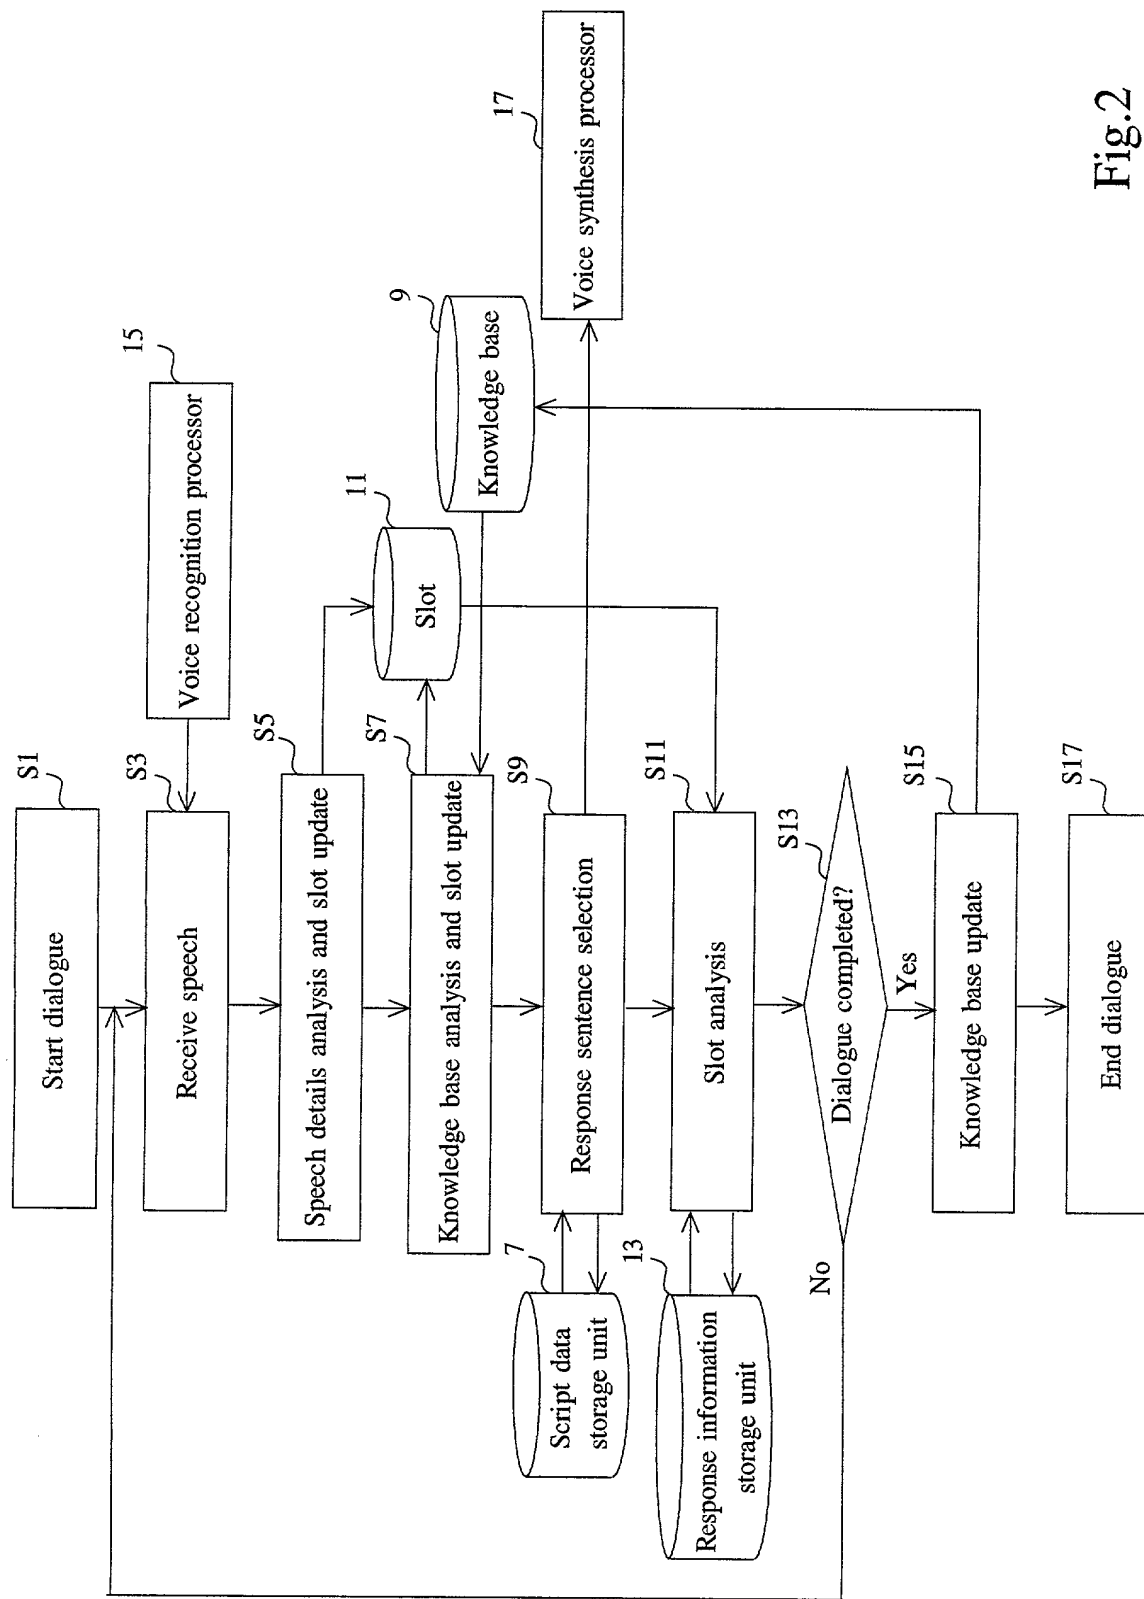 S1
Start dialogue
15
Voice recognition processor
S3
Receive speech
S5
Speech details analysis and slot update
11
Slot
9
Knowledge base
S7
Knowledge base analysis and slot update
17
Voice synthesis processor
S9
Response sentence selection
7
Script data
storage unit
S11
Slot analysis
13
Response information
storage unit
S13
Dialogue completed?
No
Yes
S15
Knowledge base update
S17
End dialogue
Fig.2